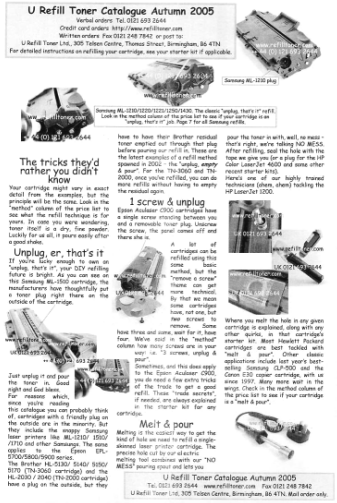 U Refill Toner Catalogue Autumn 2005
Verbal orders Tel. 0121 693 2644
Credit card orders http://www.refilltoner.com
Written orders Fax 0121 248 7842 or post to:
U Refill Toner Ltd., 305 Telsen Centre, Thomas Street, Birmingham, B6 4TN
For detailed instructions on refilling your cartridge, see your starter kit if applicable.
Samsung ML-1210 plug
Samsung ML-1210/1220/1221/1250/1430. The classic "unplug, that's it" refill.
Look in the method column of the price list to see if your cartridge is an
"unplug, that's it" job. Page 7 for all Samsung refills.
The tricks they'd
rather you didn't
know
Your cartridge might vary in exact
detail from the examples, but the
principle will be the same. Look in the
"method" column of the price list to
see what the refill technique is for
yours. In case you were wondering,
toner itself is a dry, fine powder.
Luckily for us all, it pours easily after
a good shake.
Unplug, er, that's it
If you're lucky enough to own an
"unplug, that's it", your DIY refilling
future is bright. As you can see on
this Samsung ML-1500 cartridge, the
manufacturers have thoughtfully put
a toner plug right there on the
outside of the cartridge.
Just unplug it and pour
the toner in. Good
night and God bless.
For reasons which,
since you're reading
this catalogue you can probably think
of, cartridges with a friendly plug on
the outside are in the minority. But
they include the snappy Samsung
laser printers like ML-1210/ 1510/
/1710 and other Samsungs. The same
applies to the Epson EPL-
5700/5800/5900 series.
The Brother HL-5130/ 5140/ 5150/
5170 (TN-3060 cartridge) and the
HL-2030 / 2040 (TN-2000 cartridge)
have a plug on the outside, but they
have to have their Brother residual
toner emptied out through that plug
before pouring our refill in. These are
the latest examples of a refill method
spawned in 2002 - the "unplug, empty
& pour". For the TN-3060 and TN-
2000, once you've refilled, you can do
more refills without having to empty
the residual again.
1 screw & unplug
Epson Aculaser C900 cartridges have
a single screw standing between you
and a removable toner plug. Unscrew
the screw, the panel comes off and
there she is.
A lot of
cartridges can be
refilled using this
same basic
method, but the
"remove a screw"
theme can get
more technical.
By that we mean
some cartridges
have, not one, but
two screws to
remove. Some
have three and some, wait for it, have
four. We've said in the "method"
column how many screws are in your
way: i.e. "3 screws, unplug &
pour".
Sometimes, and this does apply
to the Epson Aculaser C900,
you do need a few extra tricks
of the trade to get a good
refill. These "trade secrets",
if needed, are always explained
in the starter kit for any
cartridge.
Melt & pour
Melting is the easiest way to get the
kind of hole we need to refill a single-
skinned laser printer cartridge. The
precise hole cut by our electric
melting tool combined with our "NO
MESS" pouring spout and lets you
pour the toner in with, well, no mess -
that's right, we're talking NO MESS.
After refilling, seal the hole with the
tape we give you (or a plug for the HP
Color LaserJet 4600 and some other
recent starter kits).
Here's one of our highly trained
technicians (ahem, ahem) tackling the
HP LaserJet 1200.
Where you melt the hole in any given
cartridge is explained, along with any
other quirks, in that cartridge's
starter kit. Most Hewlett Packard
cartridges are best tackled with
"melt & pour". Other classic
applications include last year's best-
selling Samsung CLP-500 and the
Canon E30 copier cartridge, with us
since 1997. Many more wait in the
wings. Check in the method column of
the price list to see if your cartridge
is a "melt & pour".
U Refill Toner Catalogue Autumn 2005
Tel. 0121 693 2644 www.refilltoner.com Fax 0121 248 7842
U Refill Toner Ltd., 305 Telsen Centre, Birmingham, B6 4TN. Mail order only.